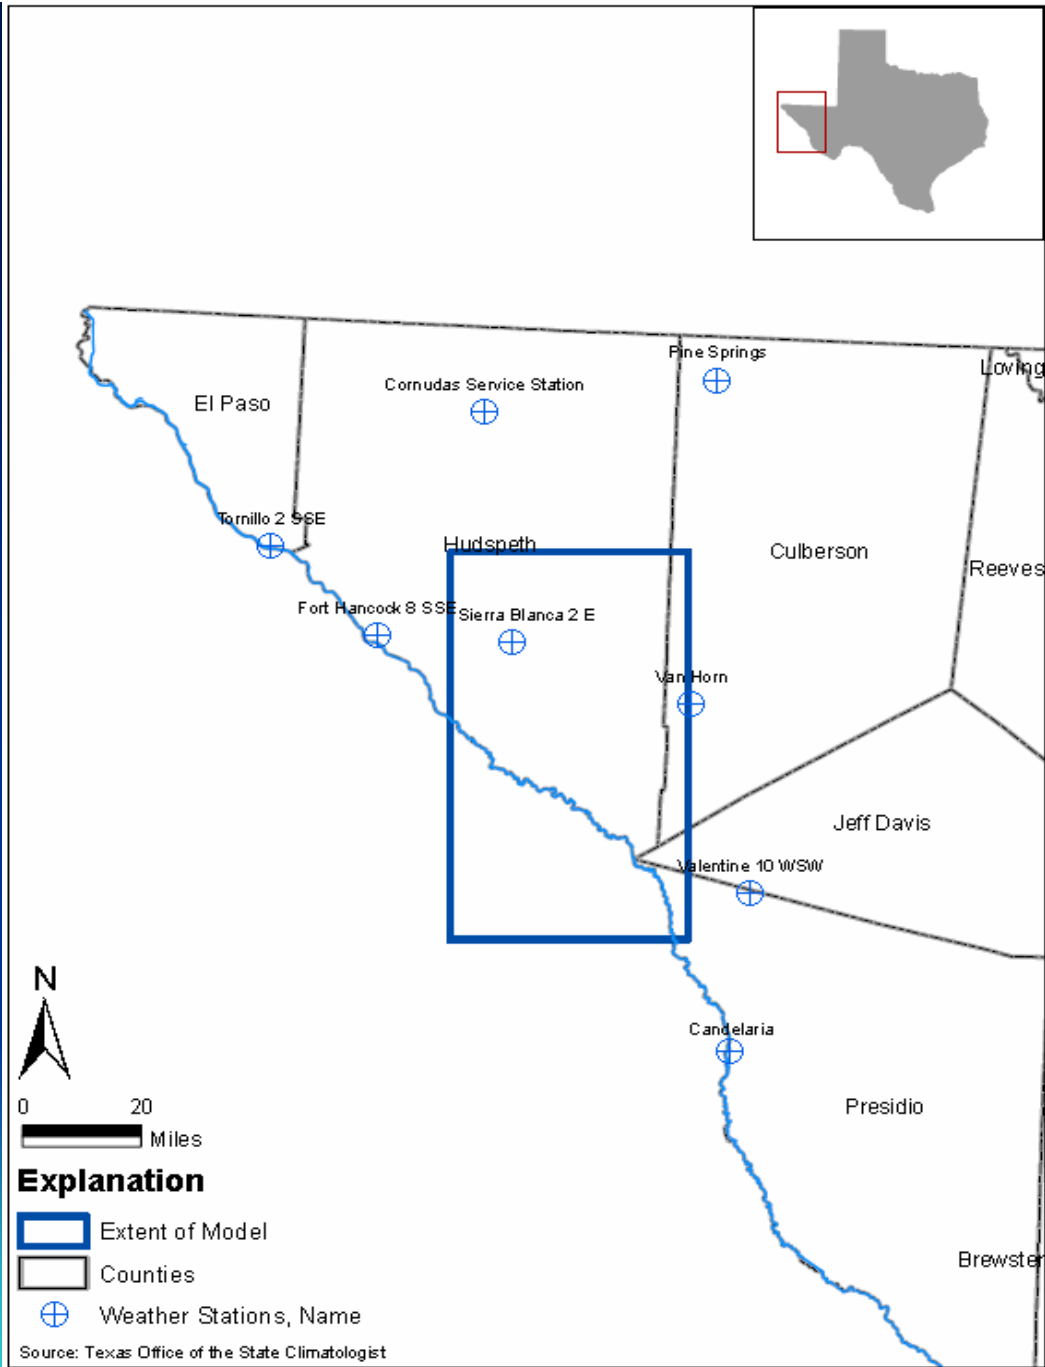 Pine Springs
Loving
Cornudas Service Station
El Paso
Tornillo 2 SSE
Hudspeth
Culberson
Reeves
Fort Hancock 8 SSE
Sierra Blanca 2 E
Van Horn
Jeff Davis
Valentine 10 WSW
N
Candelaria
0 20
Miles
Presidio
Explanation
Extent of Model
Counties
Brewster
Weather Stations, Name
Source: Texas Office of the State Climatologist